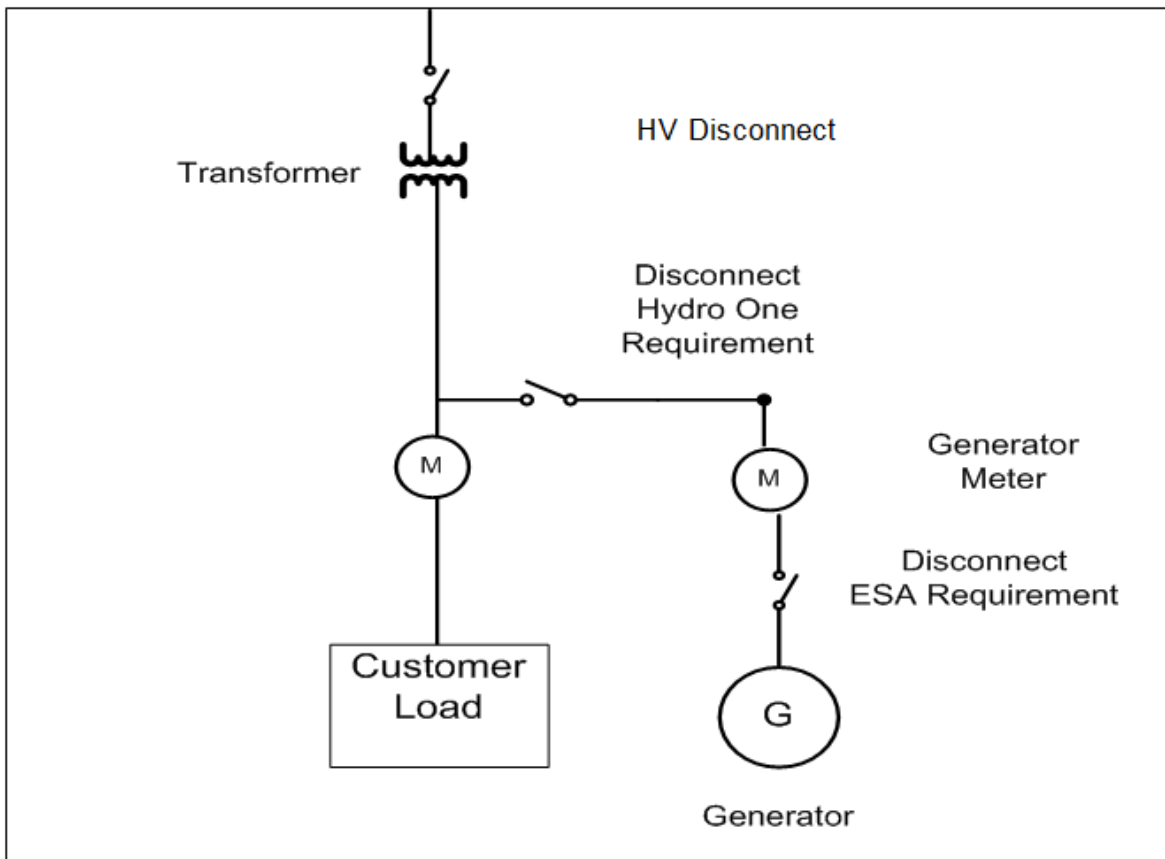 HV Disconnect
Transformer
Disconnect
Hydro One
Requirement
M
M
Generator
Meter
Disconnect
ESA Requirement
Customer
Load
G
Generator